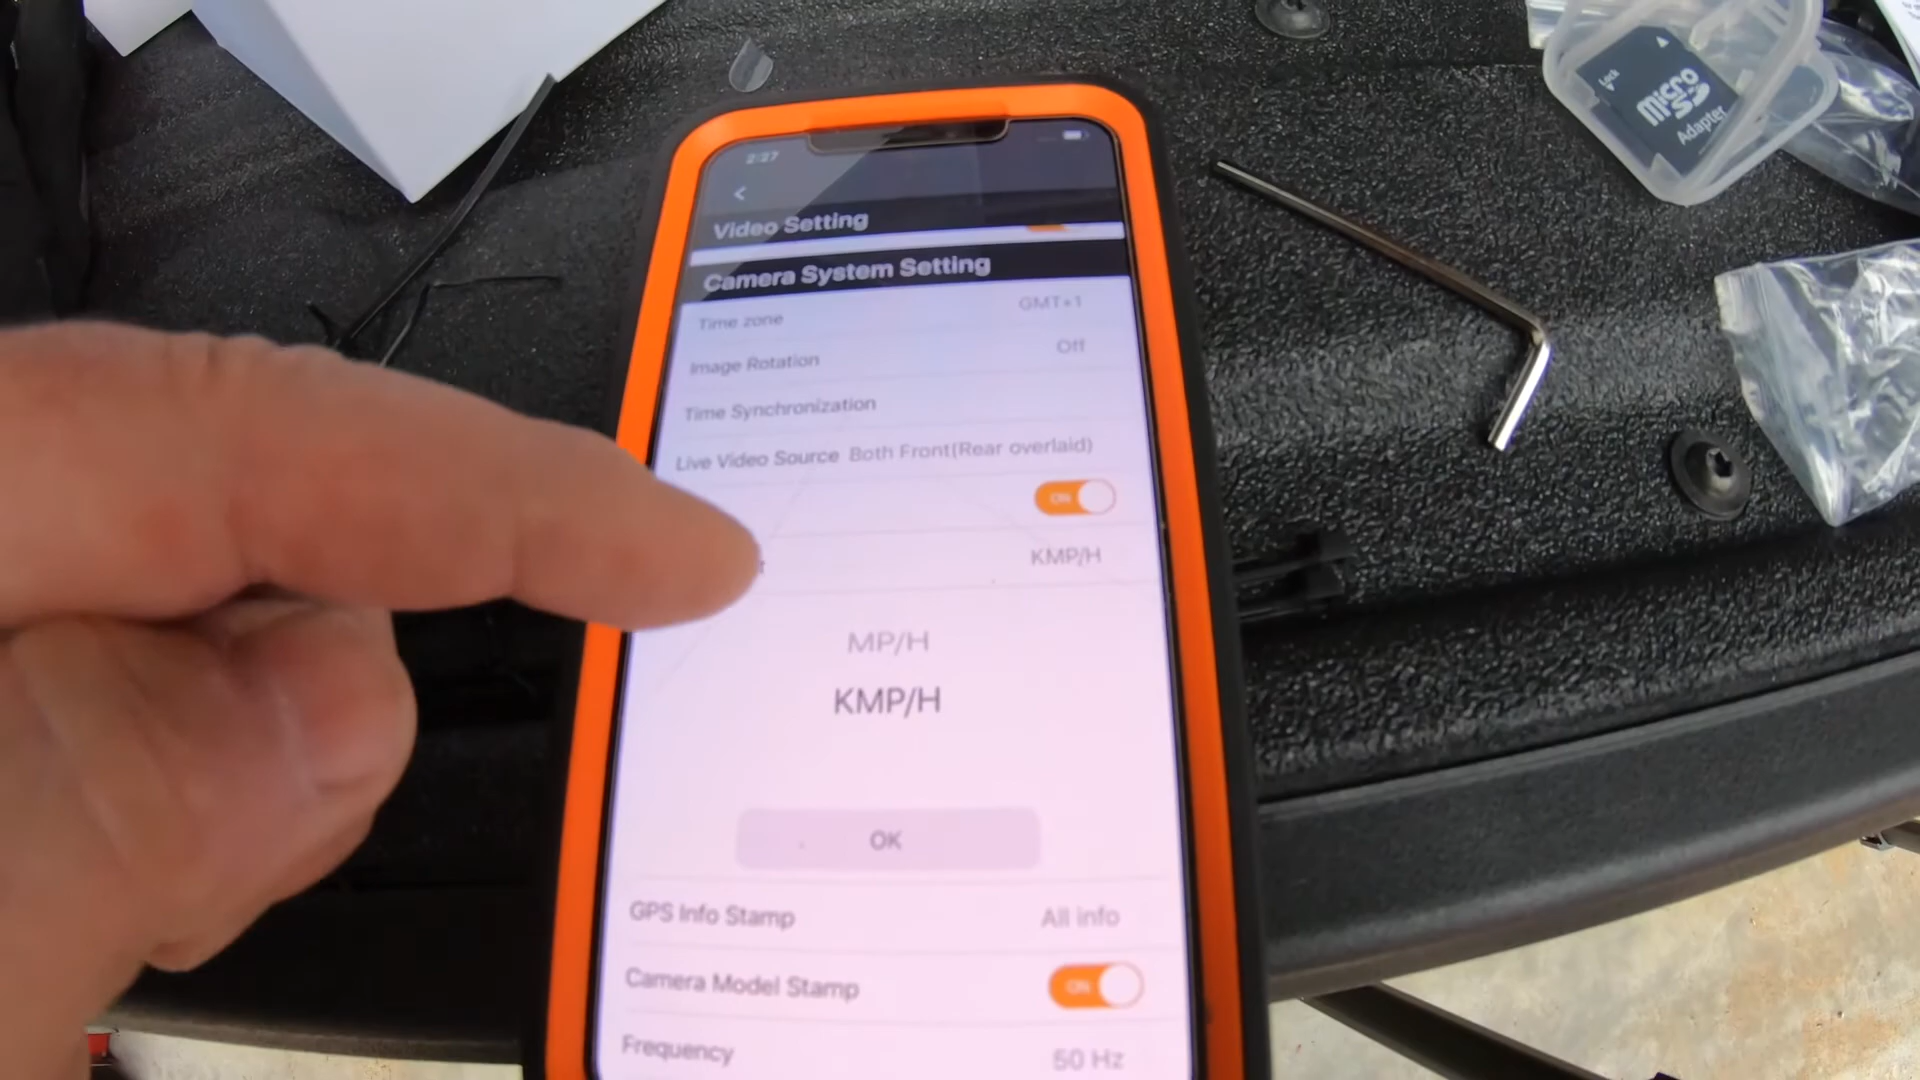 2:27
Video Setting
Camera System Setting
Time zone GMT+1
Image Rotation Off
Time Synchronization
Live Video Source Both Front(Rear overlaid)
ON
KMP/H
MP/H
KMP/H
OK
GPS Info Stamp All info
Camera Model Stamp ON
Frequency
Lock
Micro
SD
Adapter